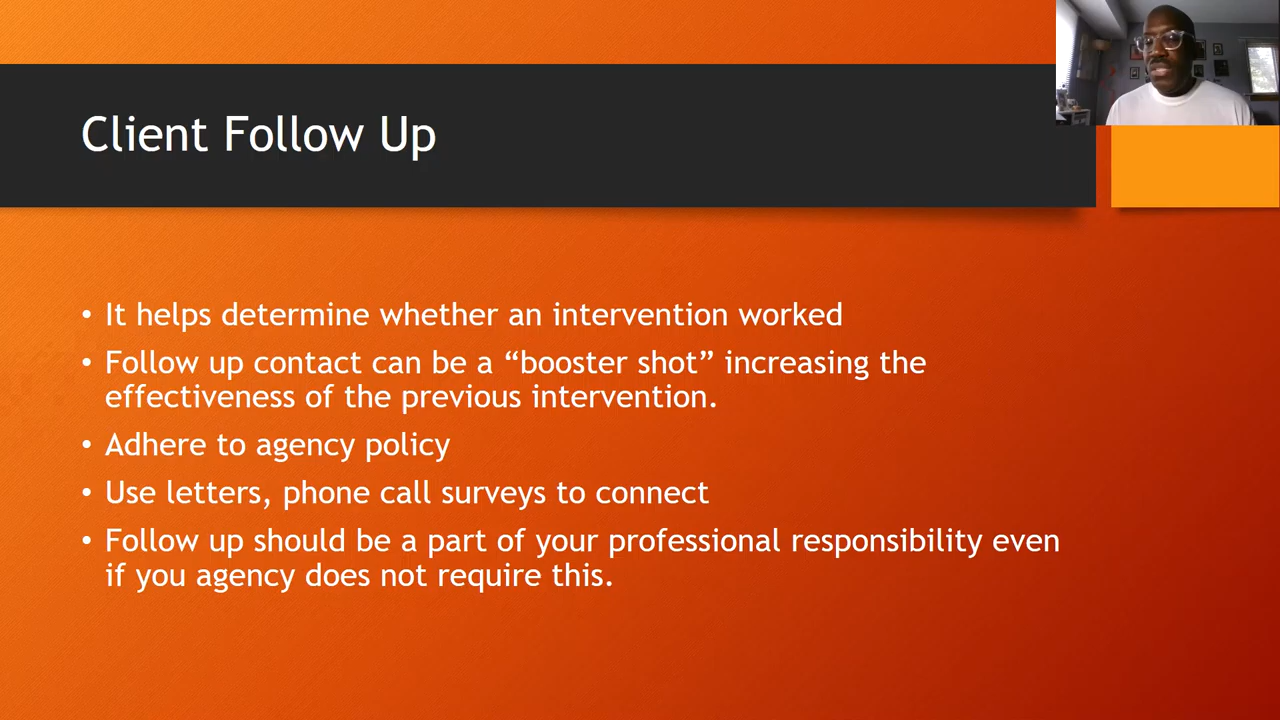 Client Follow Up
• It helps determine whether an intervention worked
• Follow up contact can be a “booster shot” increasing the
effectiveness of the previous intervention.
• Adhere to agency policy
• Use letters, phone call surveys to connect
• Follow up should be a part of your professional responsibility even
if you agency does not require this.